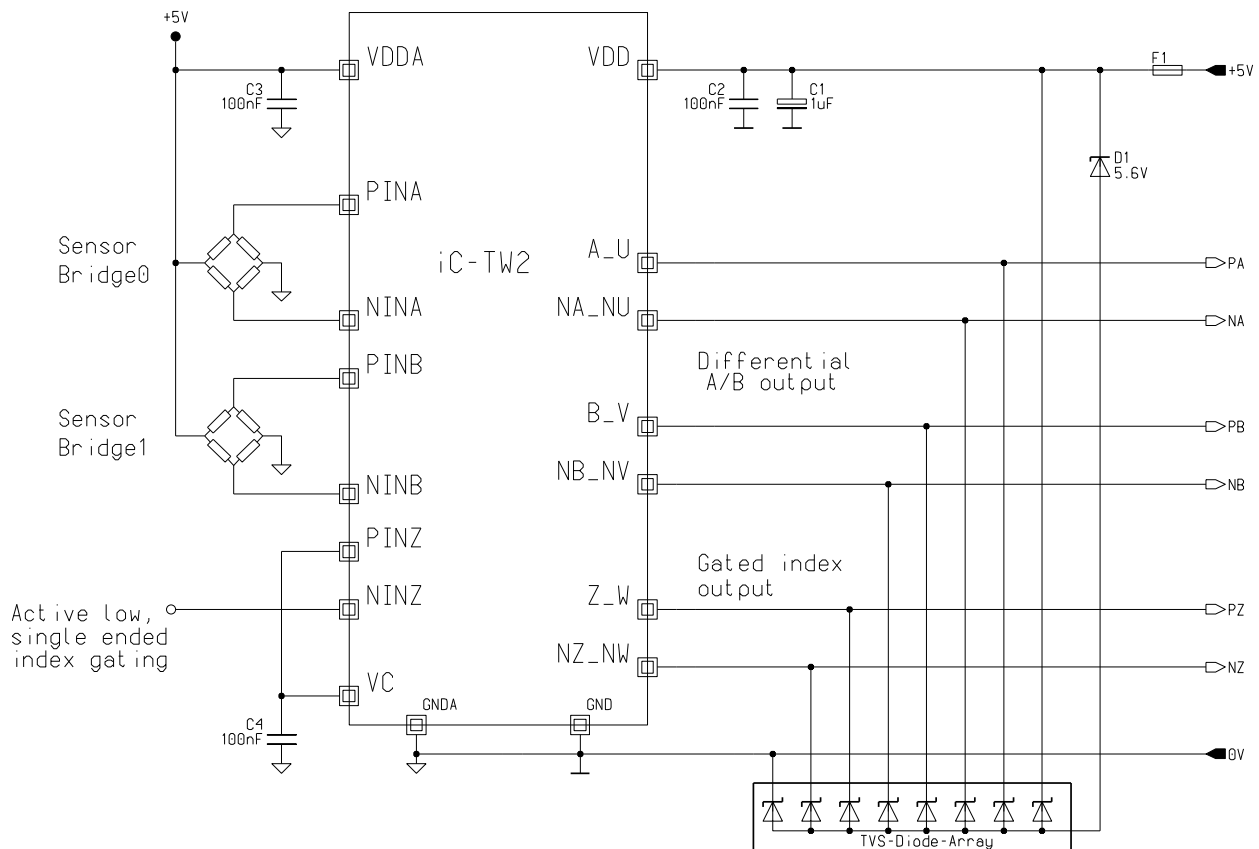 +5V
VDDA
VDD
F1
+5V
C3
100nF
C2
100nF
C1
1uF
D1
5.6V
PINA
Sensor
Bridge0
iC-TW2
A_U
PA
NINA
NA_NU
NA
PINB
Differential
A/B output
Sensor
Bridge1
B_V
PB
NINB
NB_NV
NB
PINZ
Gated index
output
NINZ
Z_W
PZ
Active low,
single ended
index gating
NZ_NW
NZ
VC
GNDA
GND
C4
100nF
0V
TVS-Diode-Array